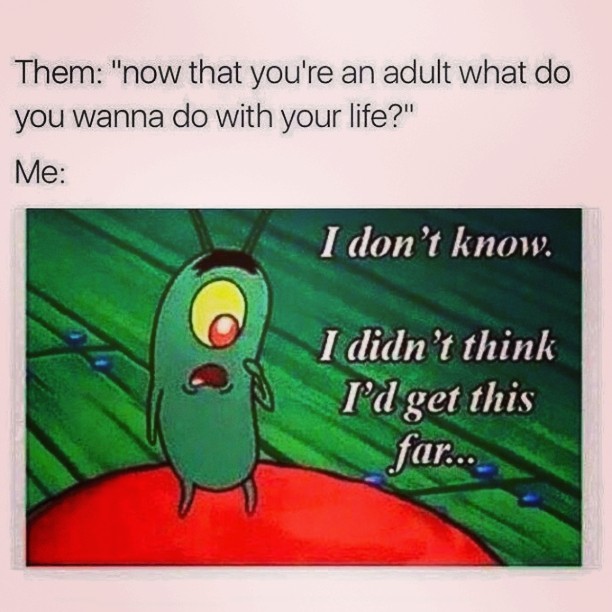 Them: "now that you're an adult what do
you wanna do with your life?"
Me:
I don't know.
I didn't think
I'd get this
far...